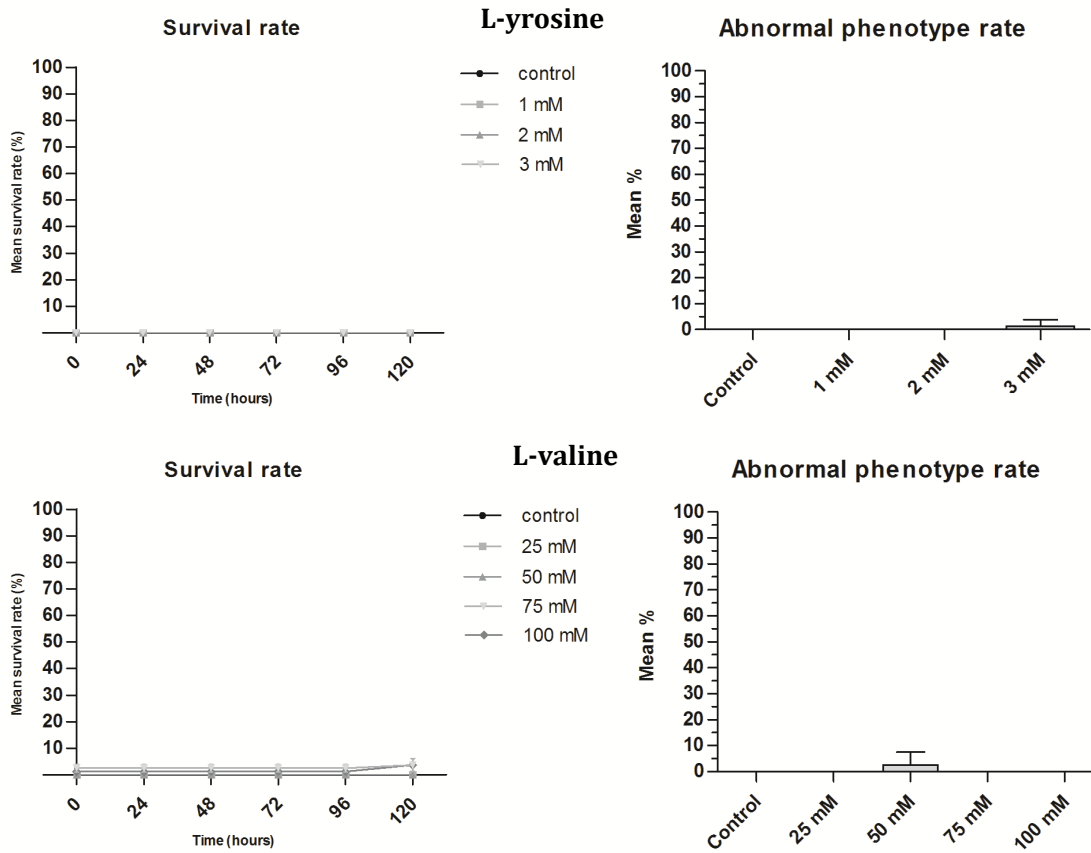 L-yrosine
Survival rate
100
90
80
70
60
50
40
30
20
10
Mean survival rate (%)
0
24
48
72
96
120
Time (hours)
control
1 mM
2 mM
3 mM
Abnormal phenotype rate
100
90
80
70
60
50
40
30
20
10
0
Mean %
Control
1 mM
2 mM
3 mM
L-valine
Survival rate
100
90
80
70
60
50
40
30
20
10
Mean survival rate (%)
0
24
48
72
96
120
Time (hours)
control
25 mM
50 mM
75 mM
100 mM
Abnormal phenotype rate
100
90
80
70
60
50
40
30
20
10
0
Mean %
Control
25 mM
50 mM
75 mM
100 mM